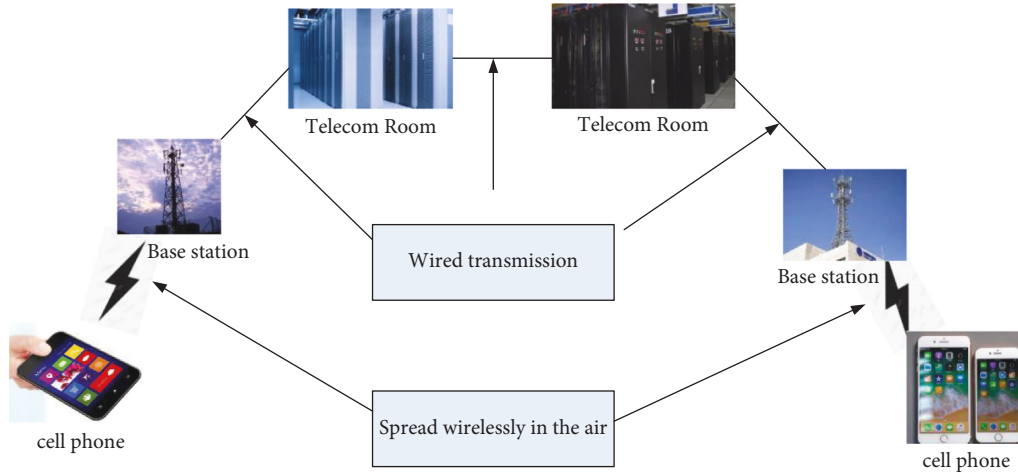 Telecom Room
Telecom Room
Base station
Base station
Wired transmission
Spread wirelessly in the air
cell phone
cell phone